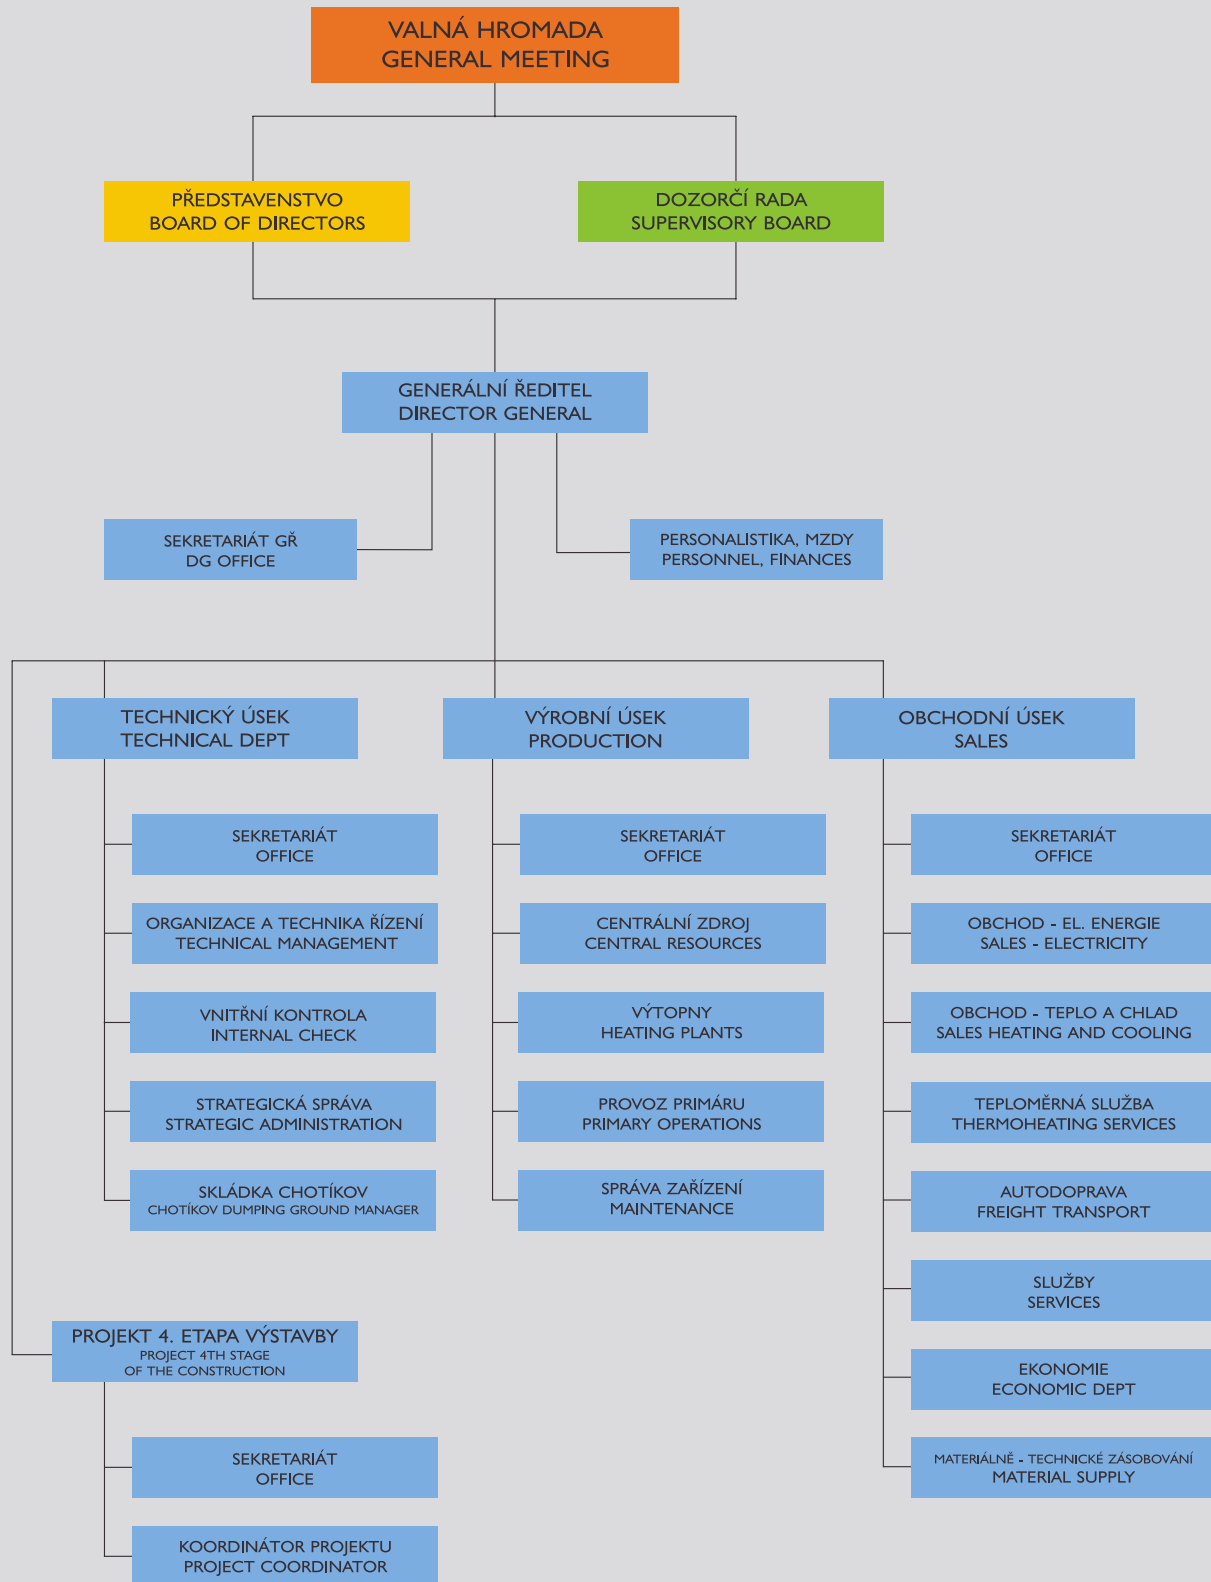 VALNÁ HROMADA
GENERAL MEETING
PŘEDSTAVENSTVO
BOARD OF DIRECTORS
DOZORČÍ RADA
SUPERVISORY BOARD
GENERÁLNÍ ŘEDITEL
DIRECTOR GENERAL
SEKRETARIÁT GŘ
DG OFFICE
PERSONALISTIKA, MZDY
PERSONNEL, FINANCES
TECHNICKÝ ÚSEK
TECHNICAL DEPT
SEKRETARIÁT
OFFICE
ORGANIZACE A TECHNIKA ŘÍZENÍ
TECHNICAL MANAGEMENT
VNITŘNÍ KONTROLA
INTERNAL CHECK
STRATEGICKÁ SPRÁVA
STRATEGIC ADMINISTRATION
SKLÁDKA CHOTÍKOV
CHOTÍKOV DUMPING GROUND MANAGER
VÝROBNÍ ÚSEK
PRODUCTION
SEKRETARIÁT
OFFICE
CENTRÁLNÍ ZDROJ
CENTRAL RESOURCES
VÝTOPNY
HEATING PLANTS
PROVOZ PRIMÁRU
PRIMARY OPERATIONS
SPRÁVA ZAŘÍZENÍ
MAINTENANCE
OBCHODNÍ ÚSEK
SALES
SEKRETARIÁT
OFFICE
OBCHOD - EL. ENERGIE
SALES - ELECTRICITY
OBCHOD - TEPLO A CHLAD
SALES HEATING AND COOLING
TEPLOMĚRNÁ SLUŽBA
THERMOHEATING SERVICES
AUTODOPRAVA
FREIGHT TRANSPORT
SLUŽBY
SERVICES
EKONOMIE
ECONOMIC DEPT
MATERIÁLNĚ - TECHNICKÉ ZÁSOBOVÁNÍ
MATERIAL SUPPLY
PROJEKT 4. ETAPA VÝSTAVBY
PROJECT 4TH STAGE
OF THE CONSTRUCTION
SEKRETARIÁT
OFFICE
KOORDINÁTOR PROJEKTU
PROJECT COORDINATOR